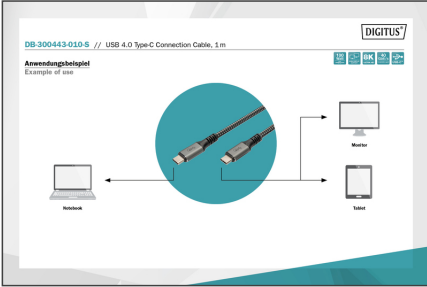 DIGITUS®
DB-300443-010-S // USB 4.0 Type-C Connection Cable, 1 m
Anwendungsbeispiel
Example of use
8K
Monitor
Notebook
Tablet